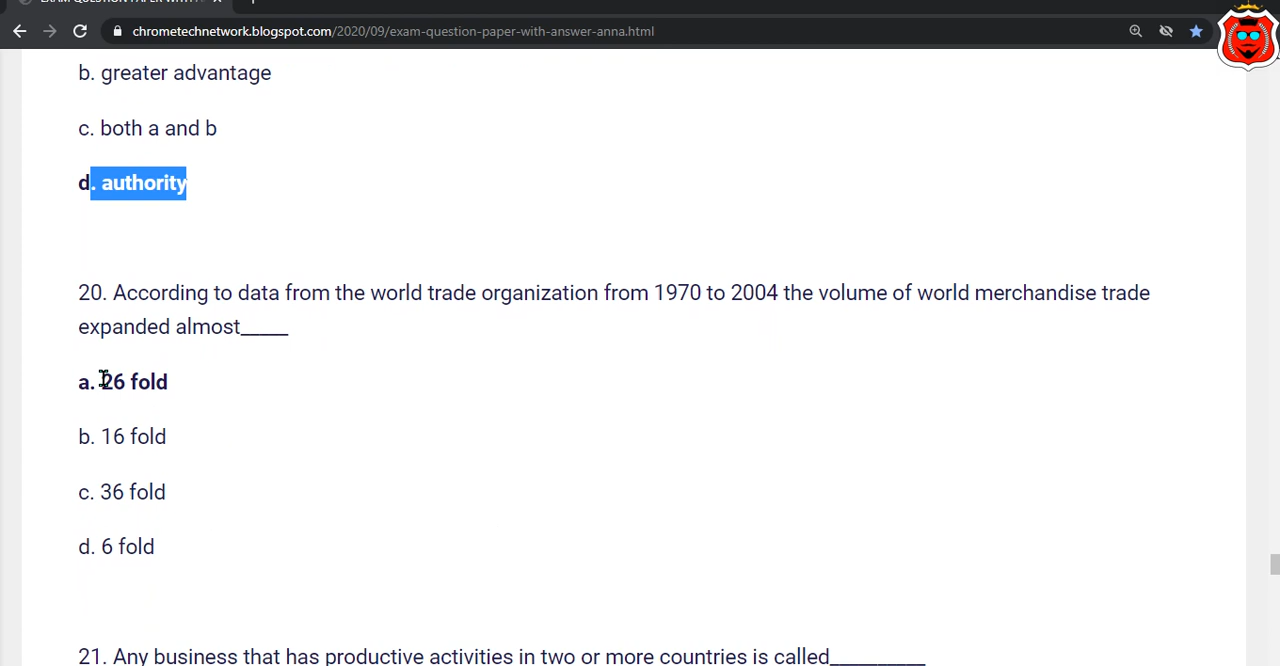 chrometechnetwork.blogspot.com/2020/09/exam-question-paper-with-answer-anna.html
b. greater advantage
c. both a and b
d. authority
20. According to data from the world trade organization from 1970 to 2004 the volume of world merchandise trade
expanded almost_____
a. 26 fold
b. 16 fold
c. 36 fold
d. 6 fold
21. Any business that has productive activities in two or more countries is called__________